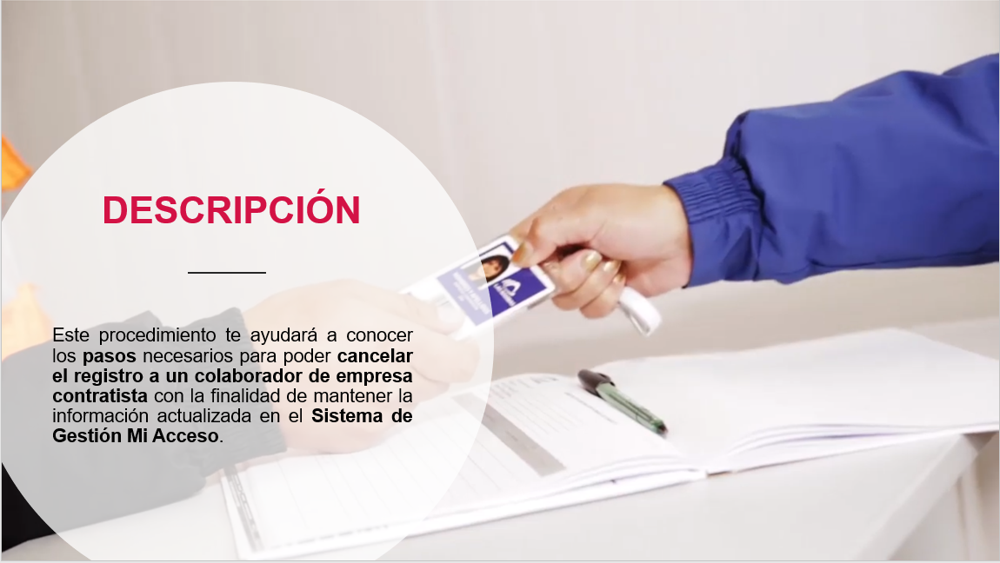 DESCRIPCIÓN
Este procedimiento te ayudará a conocer
los pasos necesarios para poder cancelar
el registro a un colaborador de empresa
contratista con la finalidad de mantener la
información actualizada en el Sistema de
Gestión Mi Acceso.